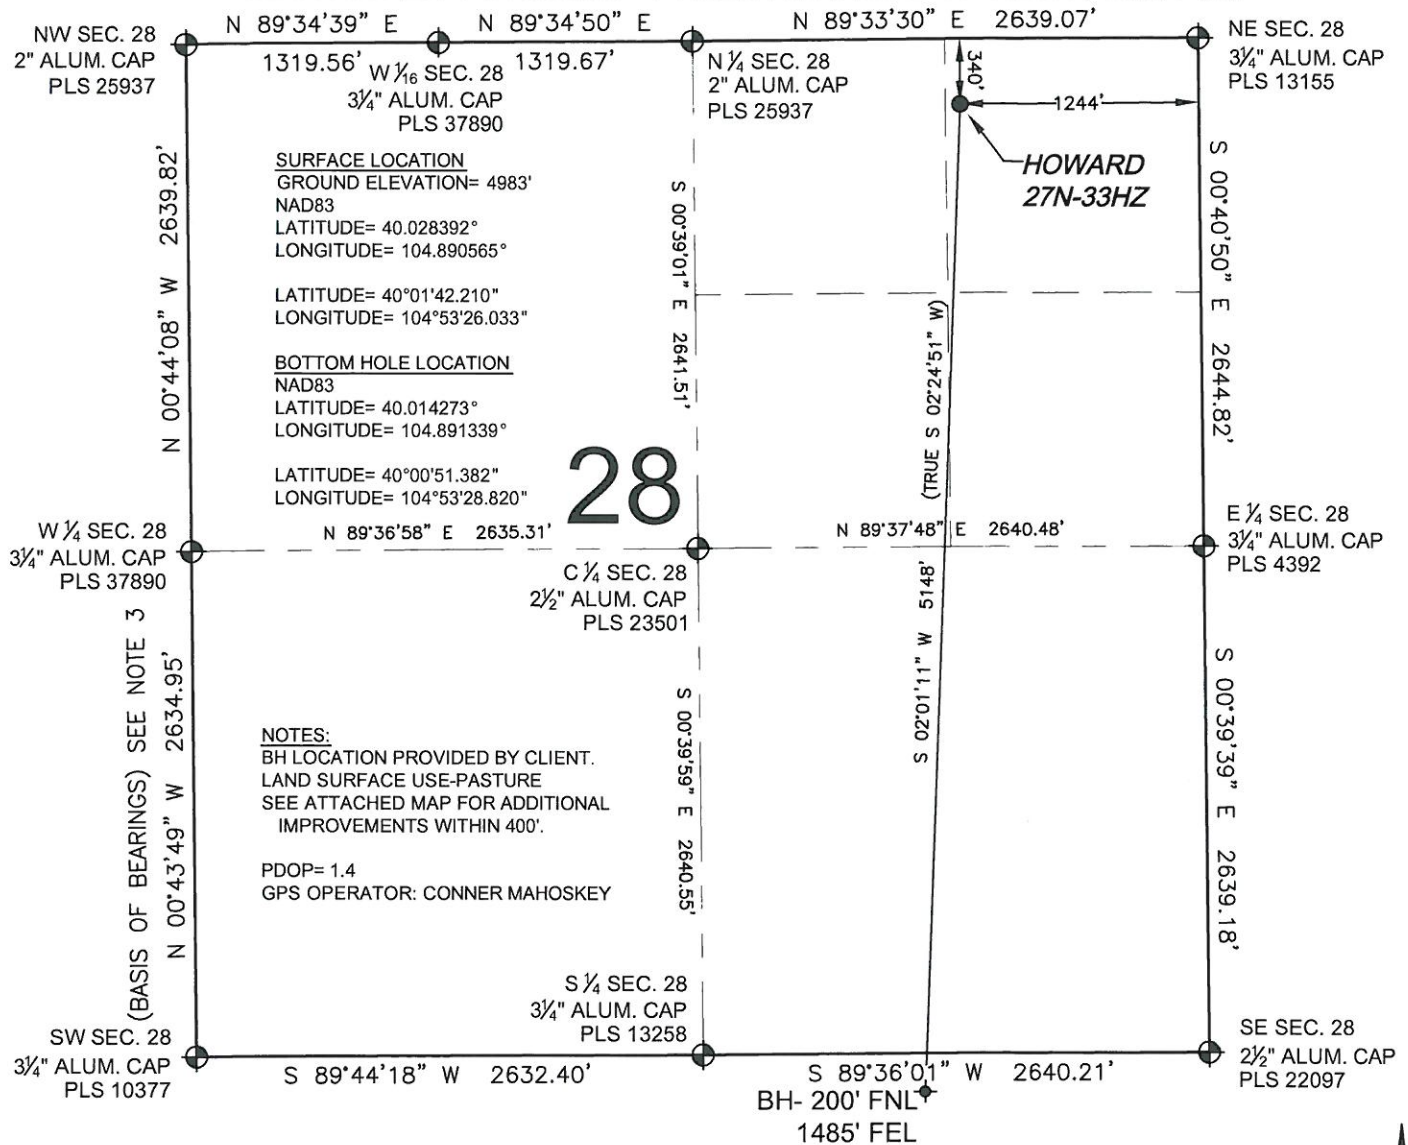 N 89°34'39" E
N 89°34'50" E
N 89°33'30" E 2639.07'
NW SEC. 28
2" ALUM. CAP
PLS 25937
1319.56'
W 1/16 SEC. 28
3¼" ALUM. CAP
PLS 37890
1319.67'
N ¼ SEC. 28
2" ALUM. CAP
PLS 25937
340'
1244'
NE SEC. 28
3¼" ALUM. CAP
PLS 13155
HOWARD
27N-33HZ
SURFACE LOCATION
GROUND ELEVATION= 4983'
NAD83
LATITUDE= 40.028392°
LONGITUDE= 104.890565°
LATITUDE= 40°01'42.210"
LONGITUDE= 104°53'26.033"
BOTTOM HOLE LOCATION
NAD83
LATITUDE= 40.014273°
LONGITUDE= 104.891339°
LATITUDE= 40°00'51.382"
LONGITUDE= 104°53'28.820"
N 00°44'08" W 2639.82'
S 00°39'01" E 2641.51'
(TRUE S 02°24'51" W)
S 00°40'50" E 2644.82'
28
W ¼ SEC. 28
3¼" ALUM. CAP
PLS 37890
N 89°36'58" E 2635.31'
C ¼ SEC. 28
2½" ALUM. CAP
PLS 23501
N 89°37'48" E 2640.48'
E ¼ SEC. 28
3¼" ALUM. CAP
PLS 4392
(BASIS OF BEARINGS) SEE NOTE 3
N 00°43'49" W 2634.95'
S 00°39'59" E 2640.55'
S 02°01'11" W 5148'
S 00°39'39" E 2639.18'
NOTES:
BH LOCATION PROVIDED BY CLIENT.
LAND SURFACE USE-PASTURE
SEE ATTACHED MAP FOR ADDITIONAL
IMPROVEMENTS WITHIN 400'.
PDOP= 1.4
GPS OPERATOR: CONNER MAHOSKEY
SW SEC. 28
3¼" ALUM. CAP
PLS 10377
S 89°44'18" W 2632.40'
S ¼ SEC. 28
3¼" ALUM. CAP
PLS 13258
S 89°36'01" W 2640.21'
SE SEC. 28
2½" ALUM. CAP
PLS 22097
BH- 200' FNL
1485' FEL